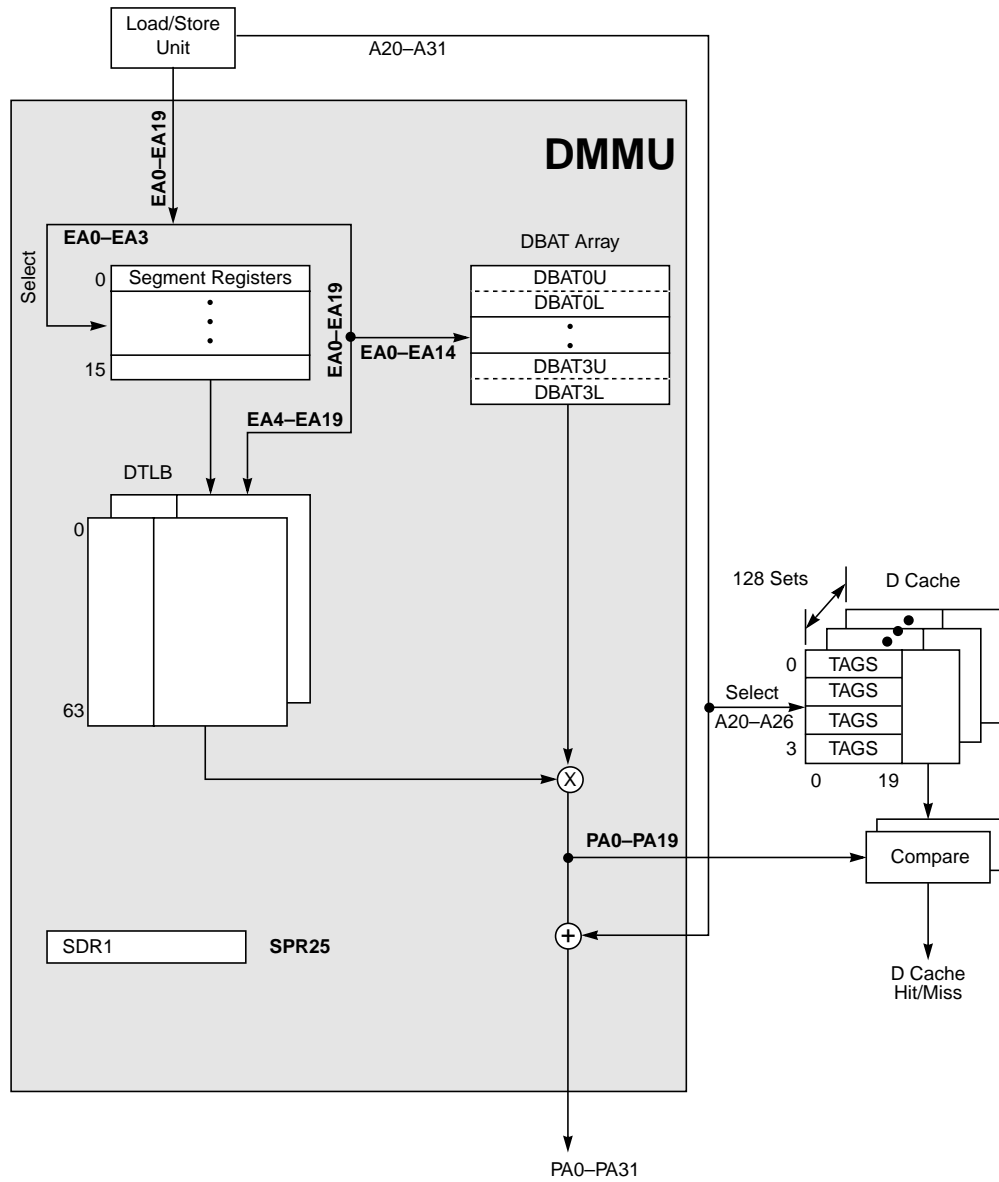 Load/Store
Unit
A20–A31
EA0–EA19
DMMU
EA0–EA3
DBAT Array
Select
0
Segment Registers
15
EA0–EA19
EA0–EA14
DBAT0U
DBAT0L
DBAT3U
DBAT3L
EA4–EA19
DTLB
0
63
128 Sets
D Cache
0
TAGS
TAGS
TAGS
3
TAGS
Select
A20–A26
0
19
X
PA0–PA19
Compare
+
SDR1
SPR25
D Cache
Hit/Miss
PA0–PA31